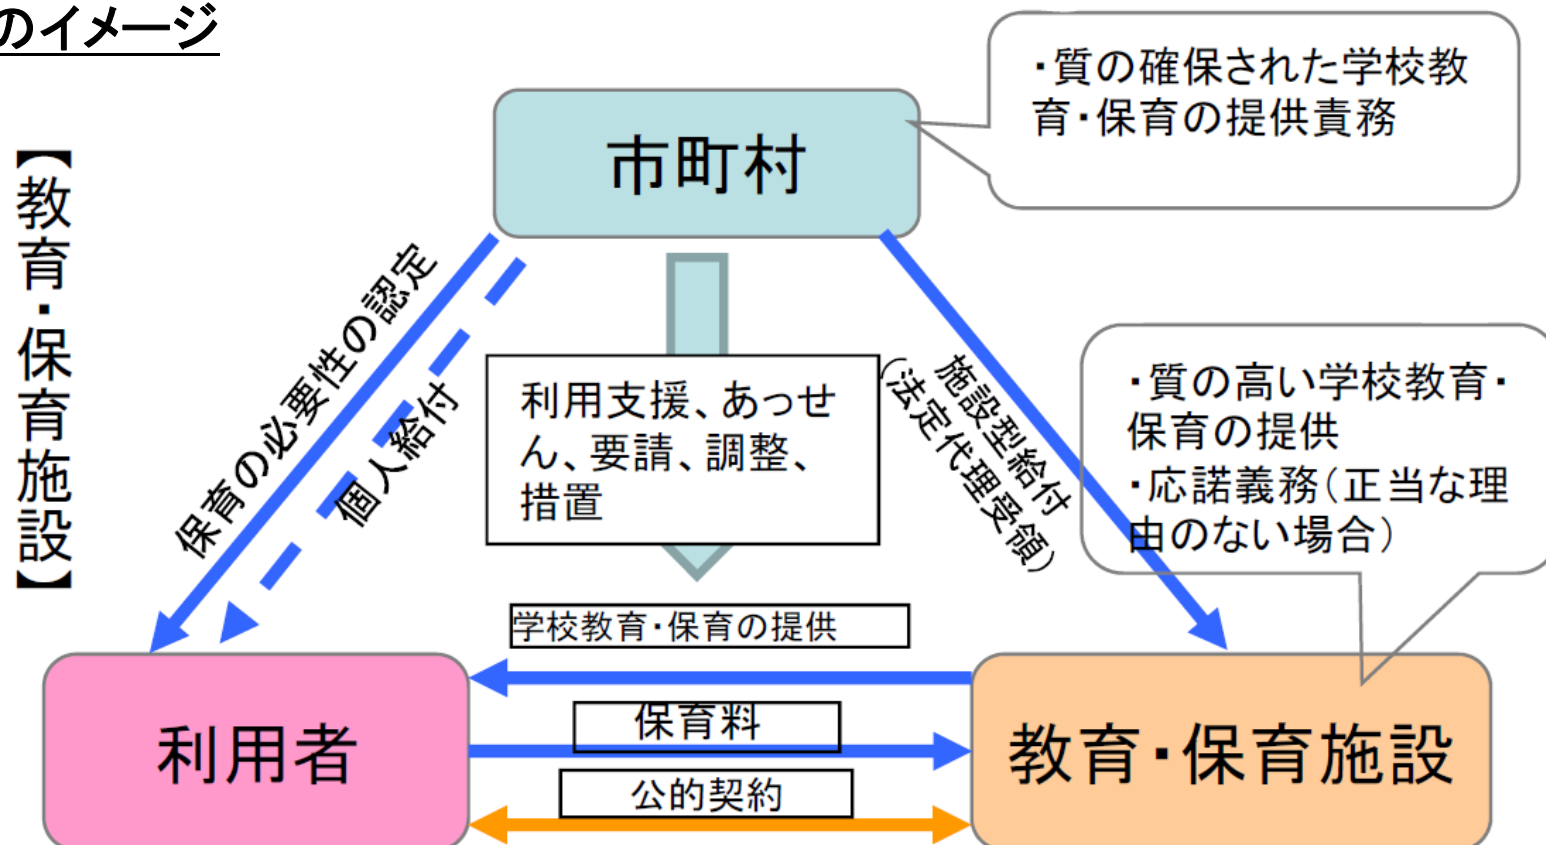 のイメージ
・質の確保された学校教
育・保育の提供責務
市町村
【教育・保育施設】
保育の必要性の認定
個人給付
利用支援、あっせ
ん、要請、調整、
措置
施設型給付
(法定代理受領)
・質の高い学校教育・
保育の提供
・応諾義務(正当な理
由のない場合)
学校教育・保育の提供
保育料
公的契約
利用者
教育・保育施設